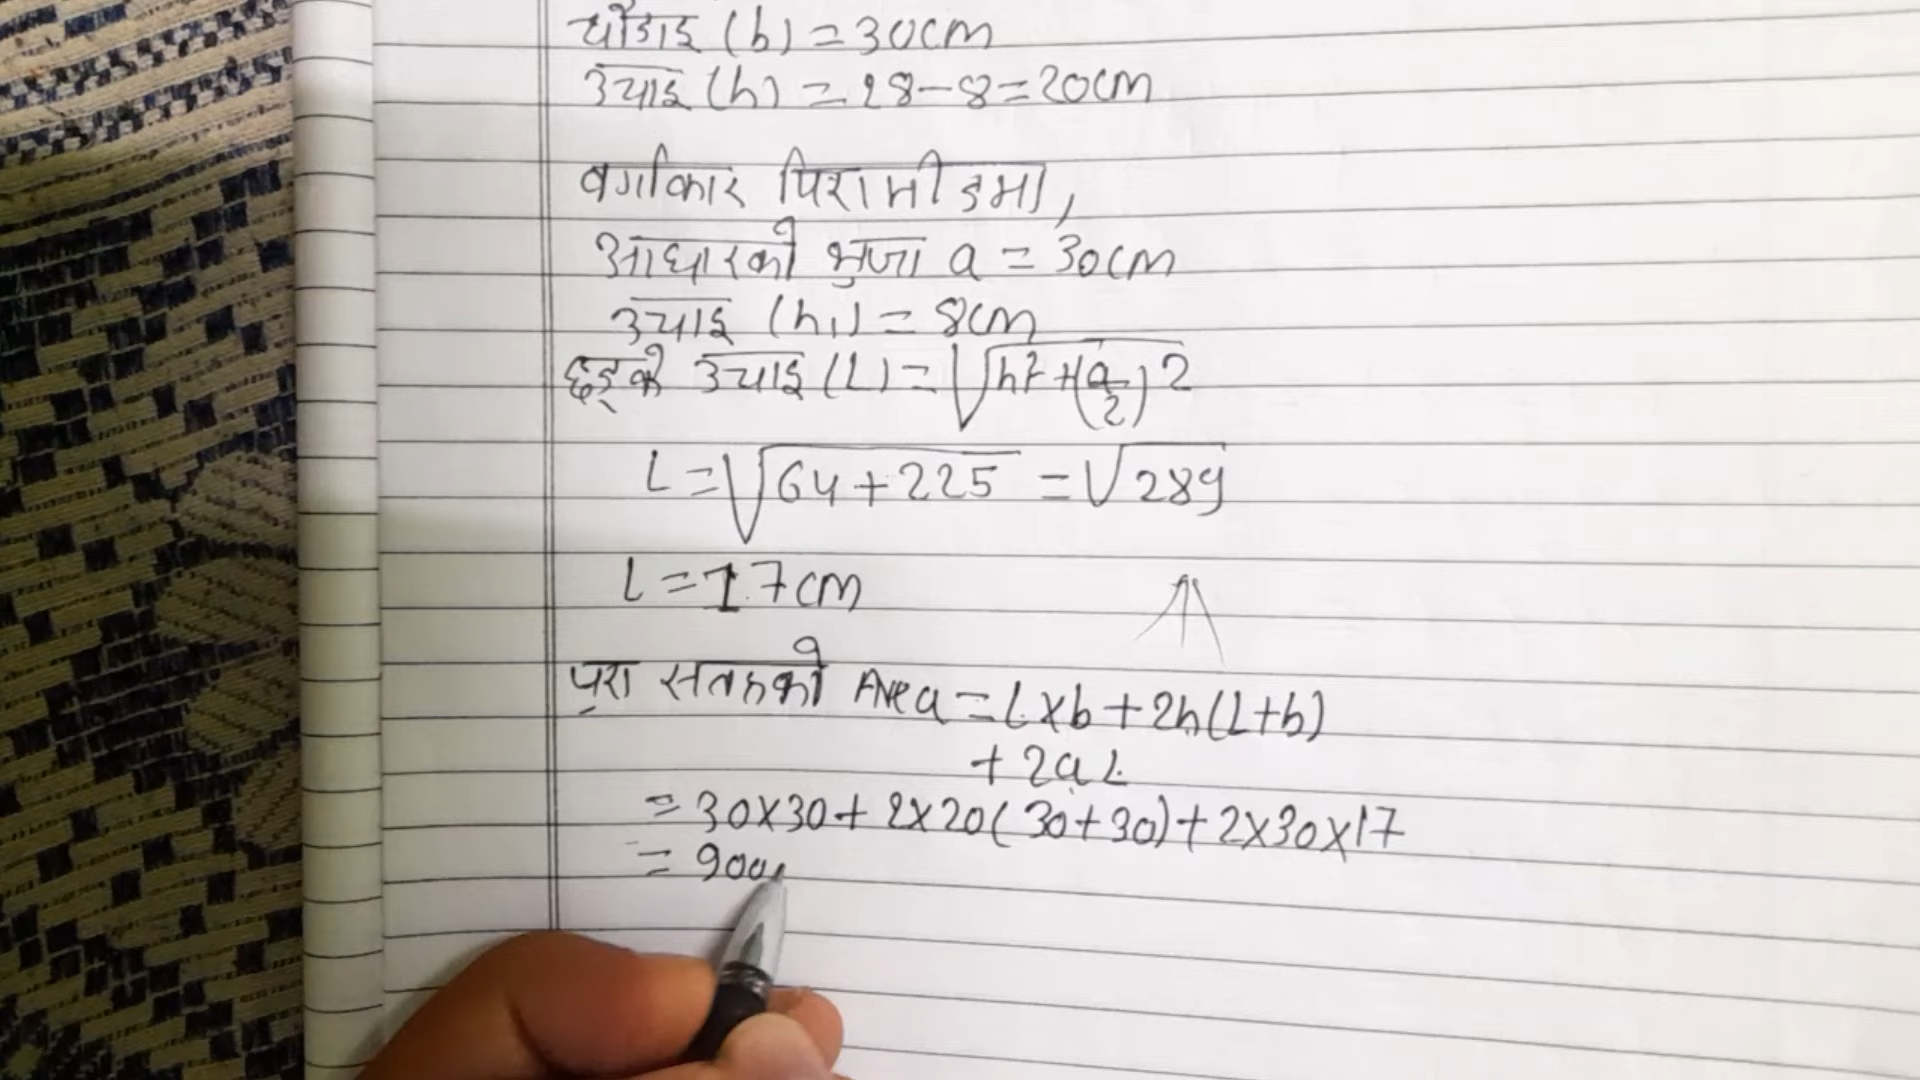 चौडाइ (b) = 30cm
उचाइ (h) = 28-8 = 20cm
वर्गाकार पिरामीडमा,
आधारको भुजा a = 30cm
उचाइ (h₁) = 8cm
छड्के उचाइ (L) = √h²+(a/2)2
L = √64+225 = √289
L = 17cm
पुरा सतहको Area = L×b+2h(L+b)
+ 2aL
= 30×30+2×20(30+30)+2×30×17
= 900